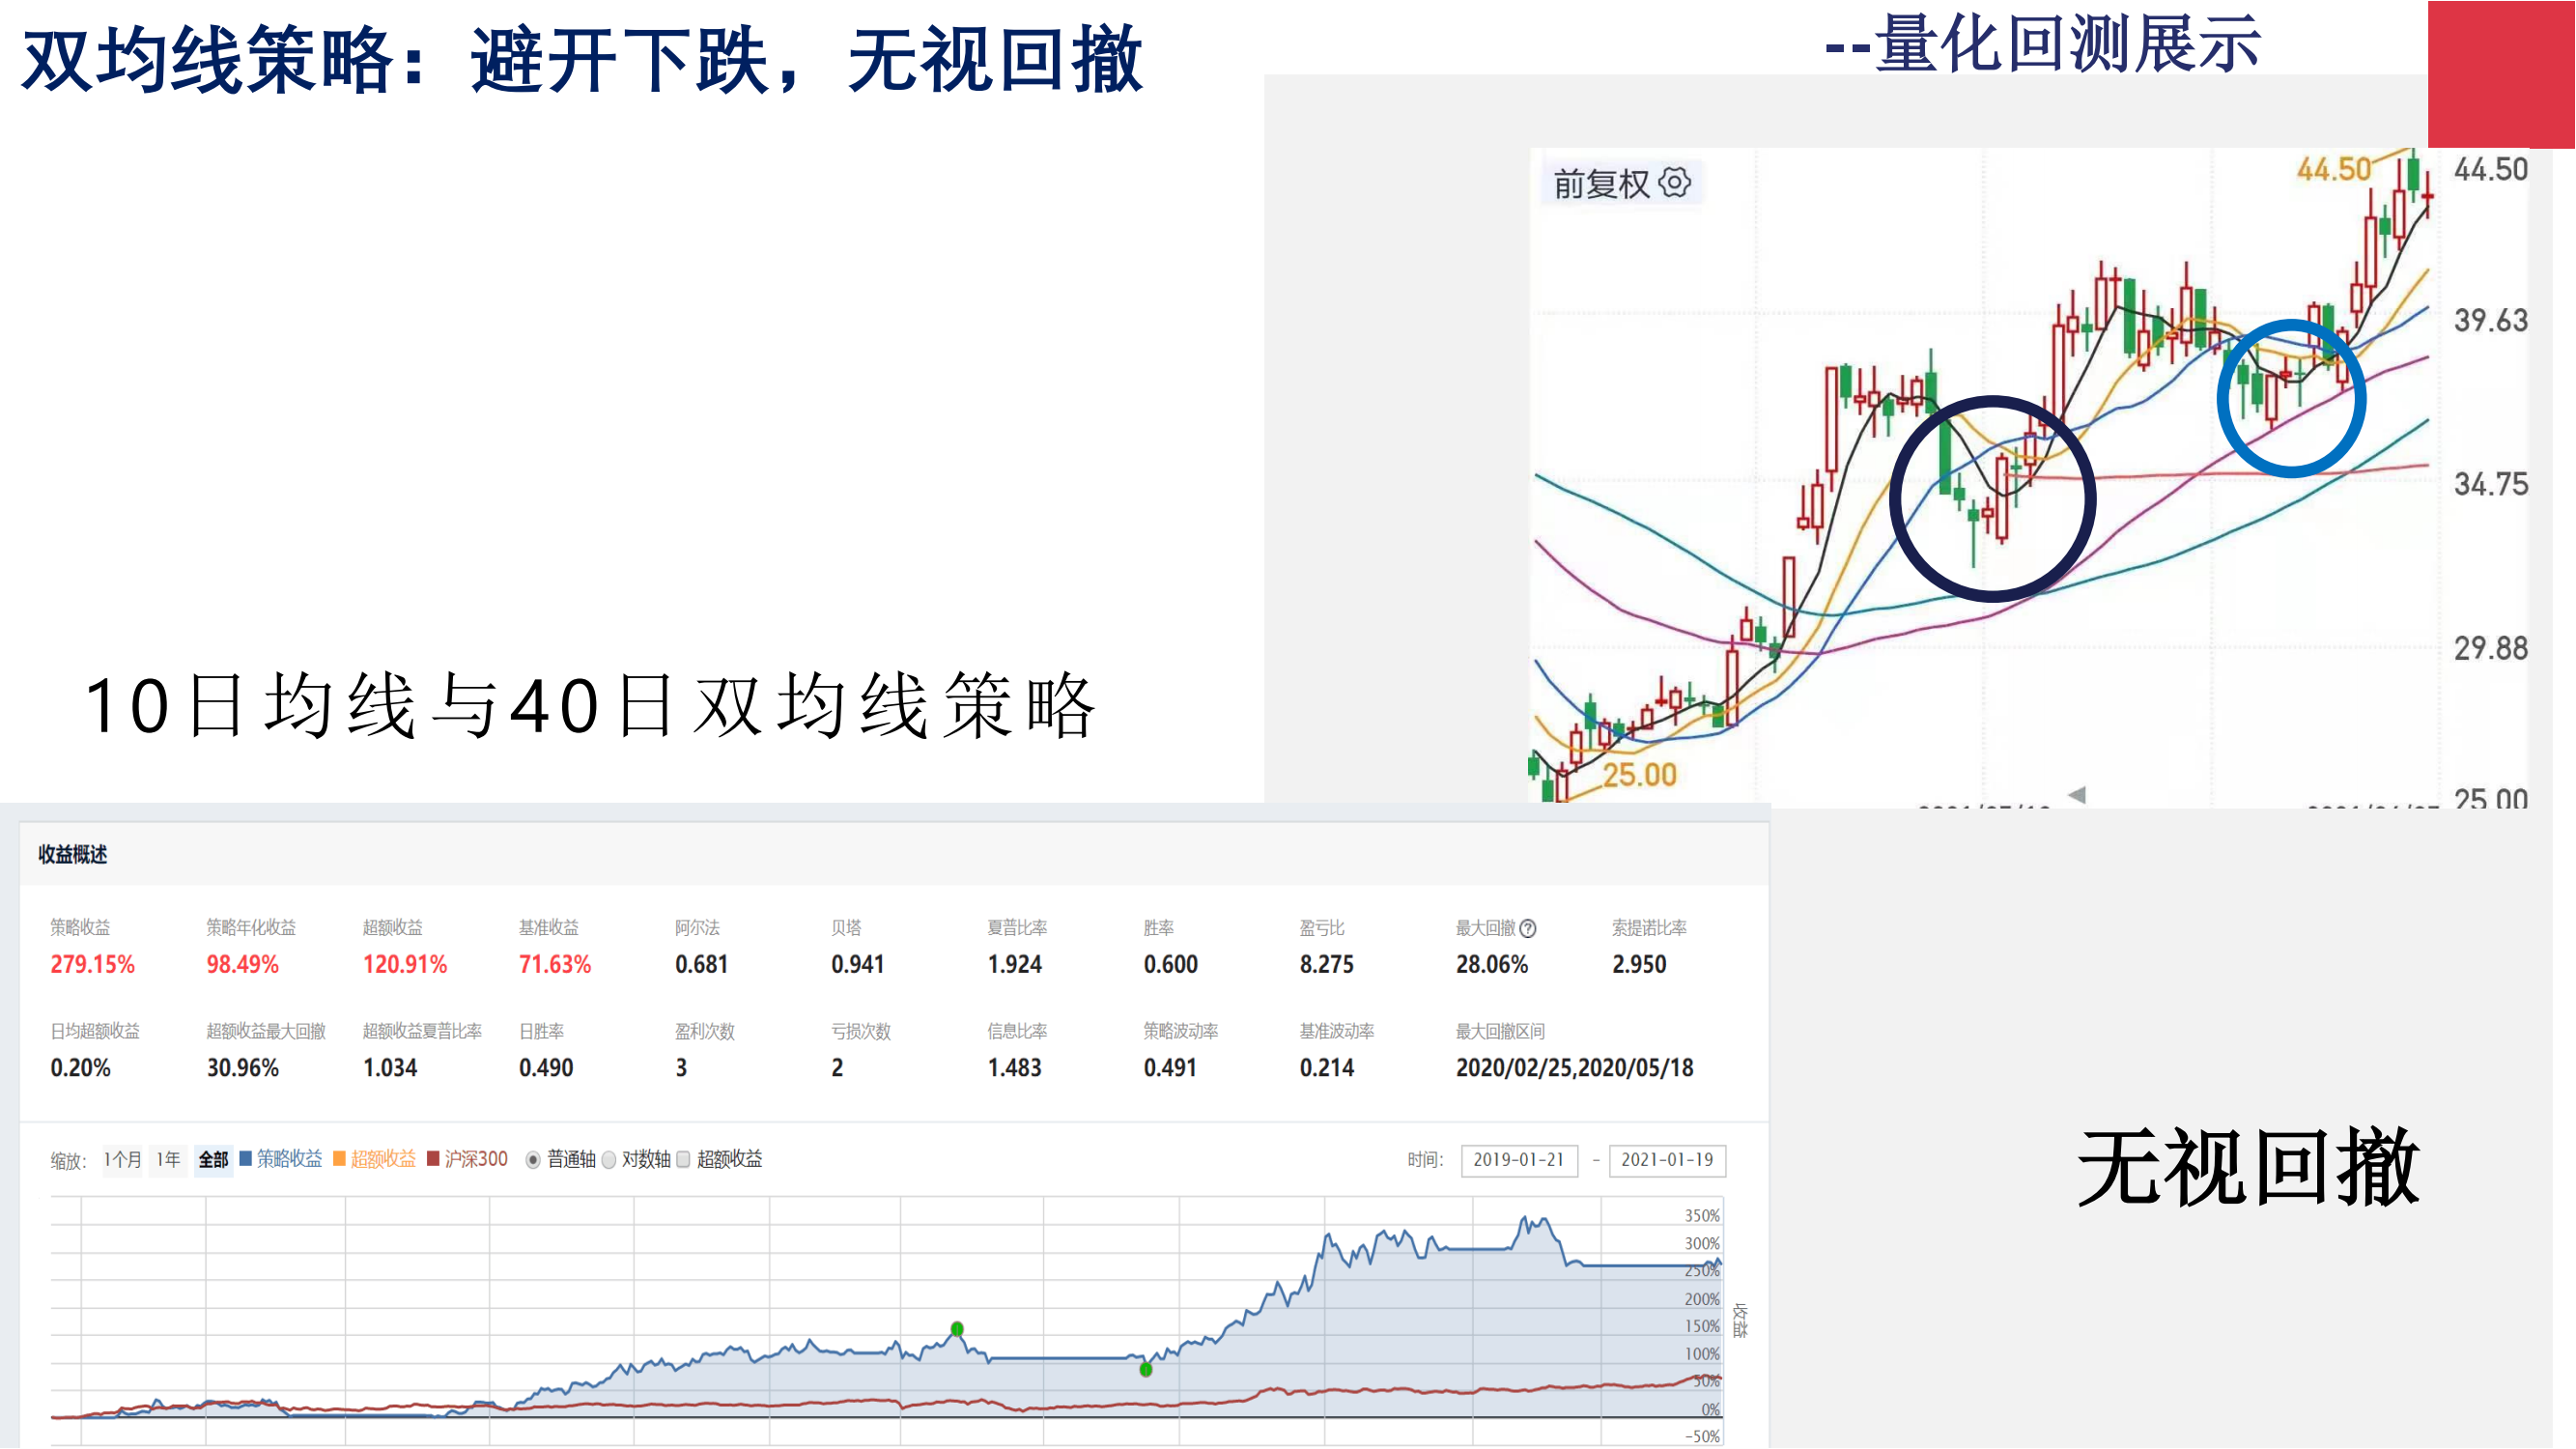 双均线策略：避开下跌，无视回撤
--量化回测展示
前复权
44.50
44.50
39.63
34.75
29.88
25.00
25.00
10日均线与40日双均线策略
收益概述
策略收益 策略年化收益 超额收益 基准收益 阿尔法 贝塔 夏普比率 胜率 盈亏比 最大回撤 索提诺比率
279.15% 98.49% 120.91% 71.63% 0.681 0.941 1.924 0.600 8.275 28.06% 2.950
日均超额收益 超额收益最大回撤 超额收益夏普比率 日胜率 盈利次数 亏损次数 信息比率 策略波动率 基准波动率 最大回撤区间
0.20% 30.96% 1.034 0.490 3 2 1.483 0.491 0.214 2020/02/25,2020/05/18
缩放： 1个月 1年 全部 策略收益 超额收益 沪深300 普通轴 对数轴 超额收益 时间： 2019-01-21 - 2021-01-19
350%
300%
250%
200%
150%
100%
50%
0%
-50%
收益
无视回撤